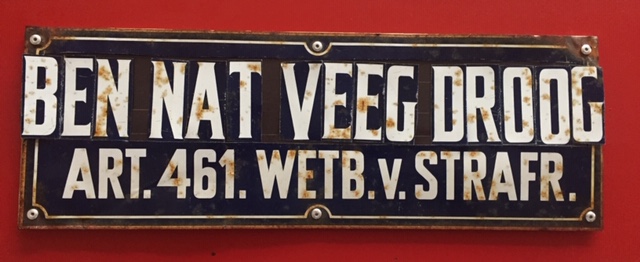 BEN NAT VEEG DROOG
ART. 461. WETB. V. STRAFR.